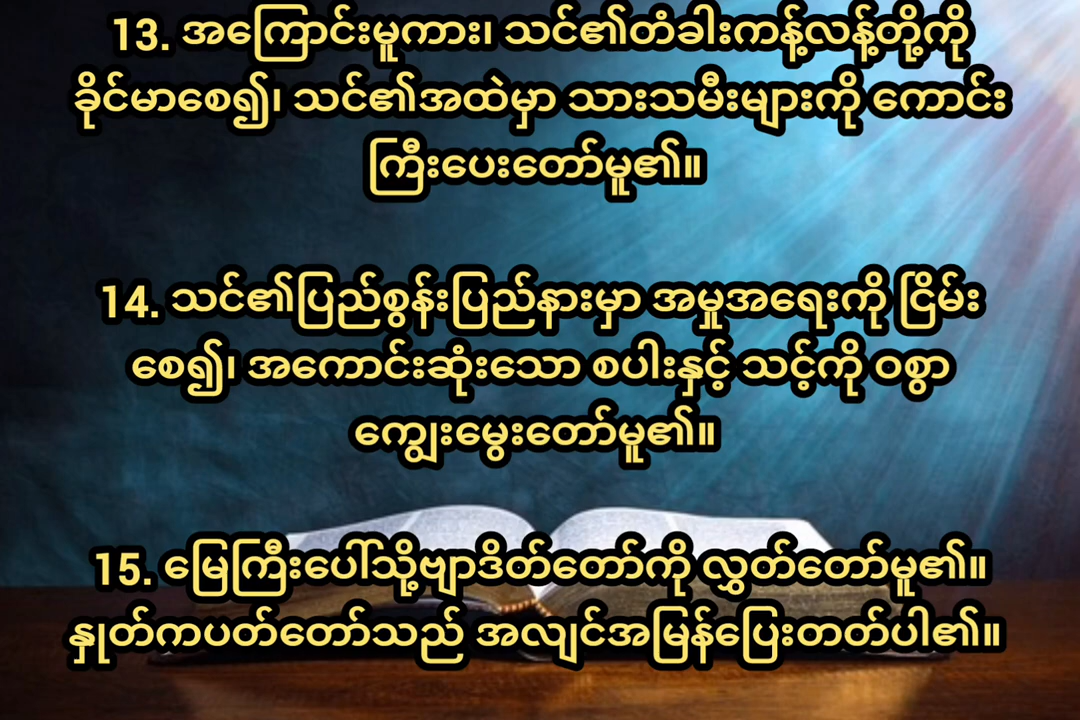 13. အကြောင်းမူကား၊ သင်၏တံခါးကန့်လန့်တို့ကို
ခိုင်မာစေ၍၊ သင်၏အထဲမှာ သားသမီးများကို ကောင်း
ကြီးပေးတော်မူ၏။
14. သင်၏ပြည်စွန်းပြည်နားမှာ အမှုအရေးကို ငြိမ်း
စေ၍၊ အကောင်းဆုံးသော စပါးနှင့် သင့်ကို ဝစွာ
ကျွေးမွေးတော်မူ၏။
15. မြေကြီးပေါ်သို့ဗျာဒိတ်တော်ကို လွှတ်တော်မူ၏။
နှုတ်ကပတ်တော်သည် အလျင်အမြန်ပြေးတတ်ပါ၏။